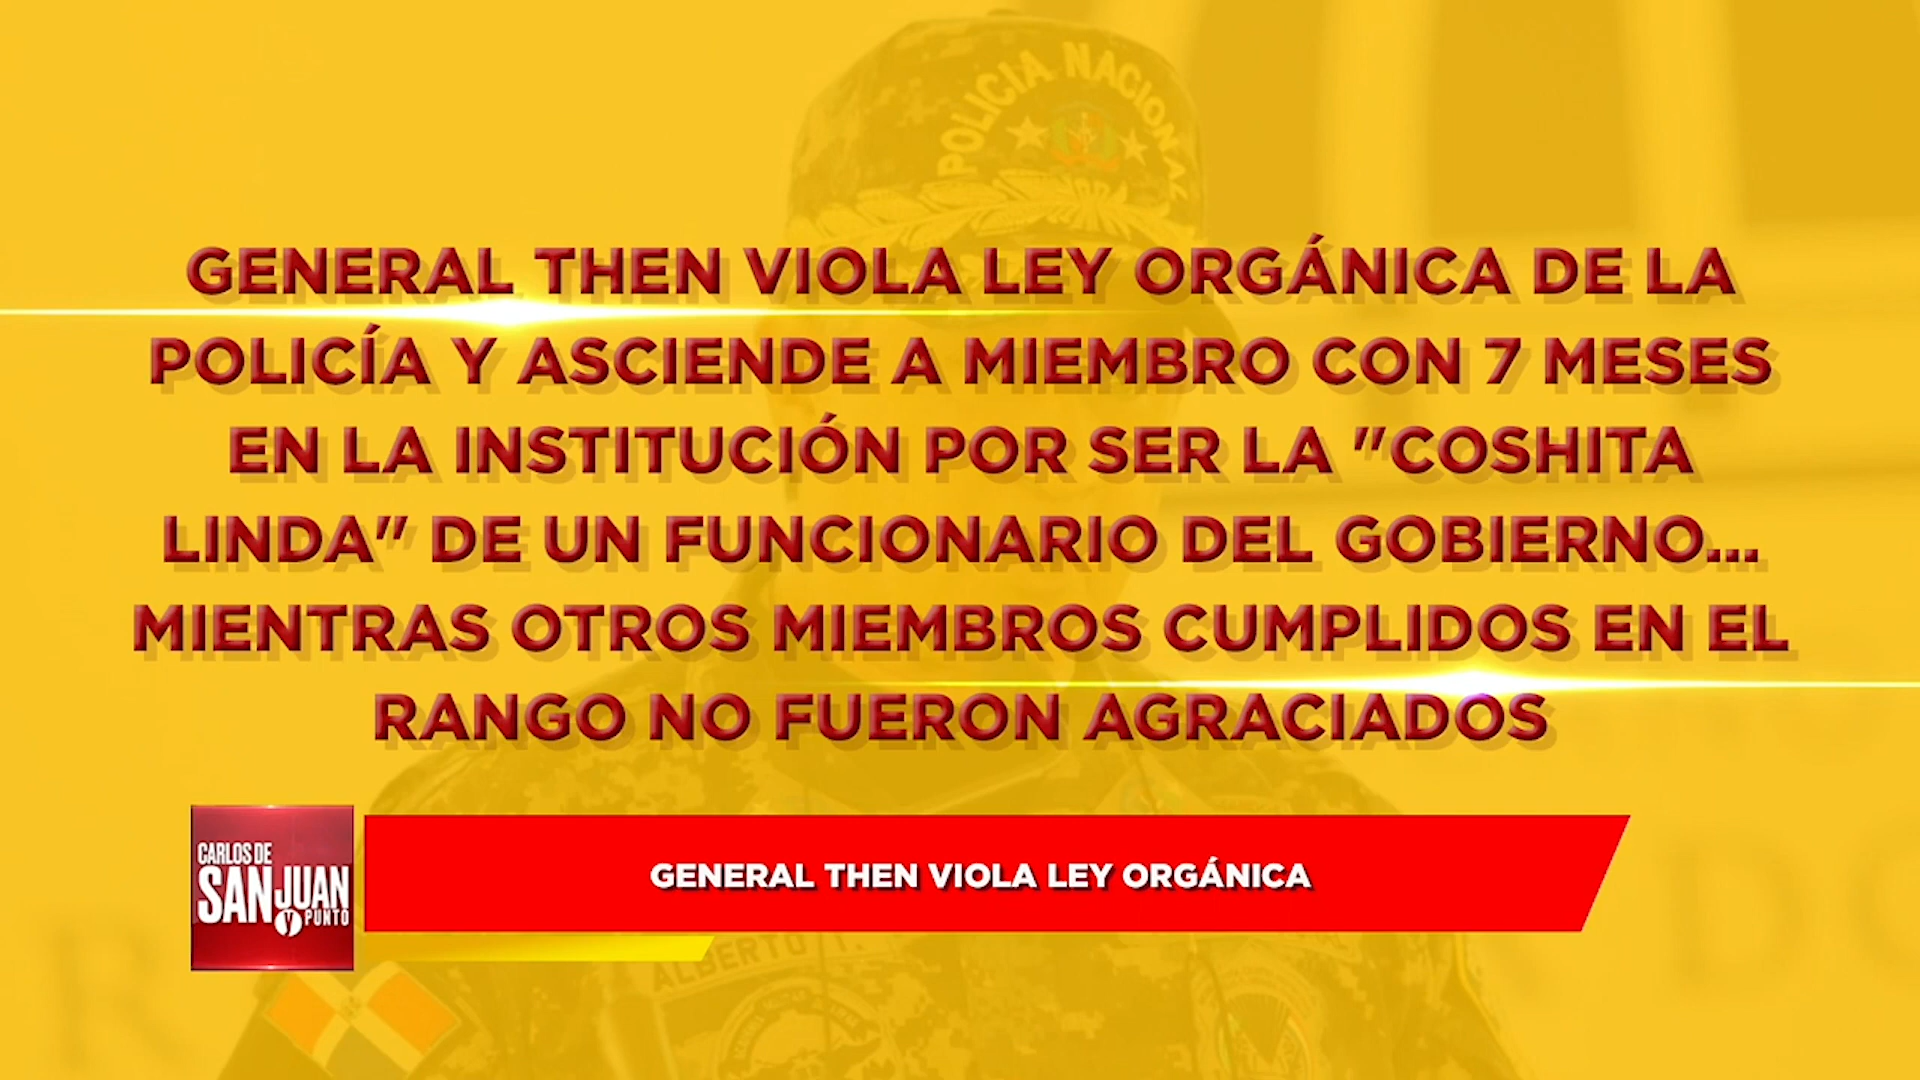 POLICIA NACIONAL
GENERAL THEN VIOLA LEY ORGÁNICA DE LA
POLICÍA Y ASCIENDE A MIEMBRO CON 7 MESES
EN LA INSTITUCIÓN POR SER LA "COSHITA
LINDA" DE UN FUNCIONARIO DEL GOBIERNO...
MIENTRAS OTROS MIEMBROS CUMPLIDOS EN EL
RANGO NO FUERON AGRACIADOS
CARLOS DE
SAN JUAN
Y PUNTO
GENERAL THEN VIOLA LEY ORGÁNICA
ALBERTO